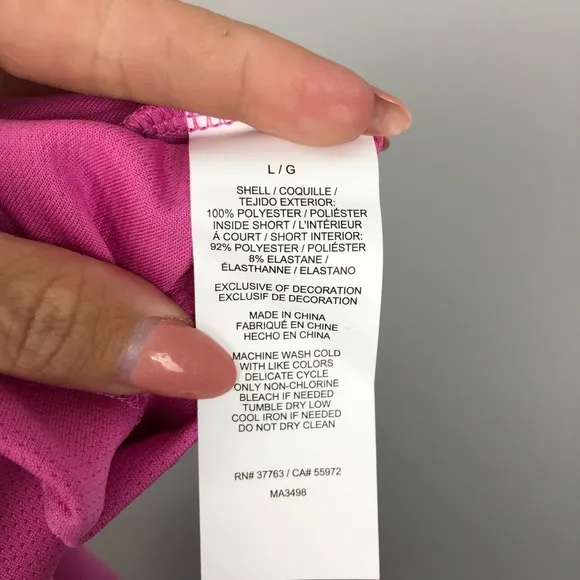 L / G
SHELL / COQUILLE /
TEJIDO EXTERIOR:
100% POLYESTER / POLIÉSTER
INSIDE SHORT / L'INTÉRIEUR
Á COURT / SHORT INTERIOR:
92% POLYESTER / POLIÉSTER
8% ELASTANE /
ÉLASTHANNE / ELASTANO
EXCLUSIVE OF DECORATION
EXCLUSIF DE DECORATION
MADE IN CHINA
FABRIQUÉ EN CHINE
HECHO EN CHINA
MACHINE WASH COLD
WITH LIKE COLORS
DELICATE CYCLE
ONLY NON-CHLORINE
BLEACH IF NEEDED
TUMBLE DRY LOW
COOL IRON IF NEEDED
DO NOT DRY CLEAN
RN# 37763 / CA# 55972
MA3498